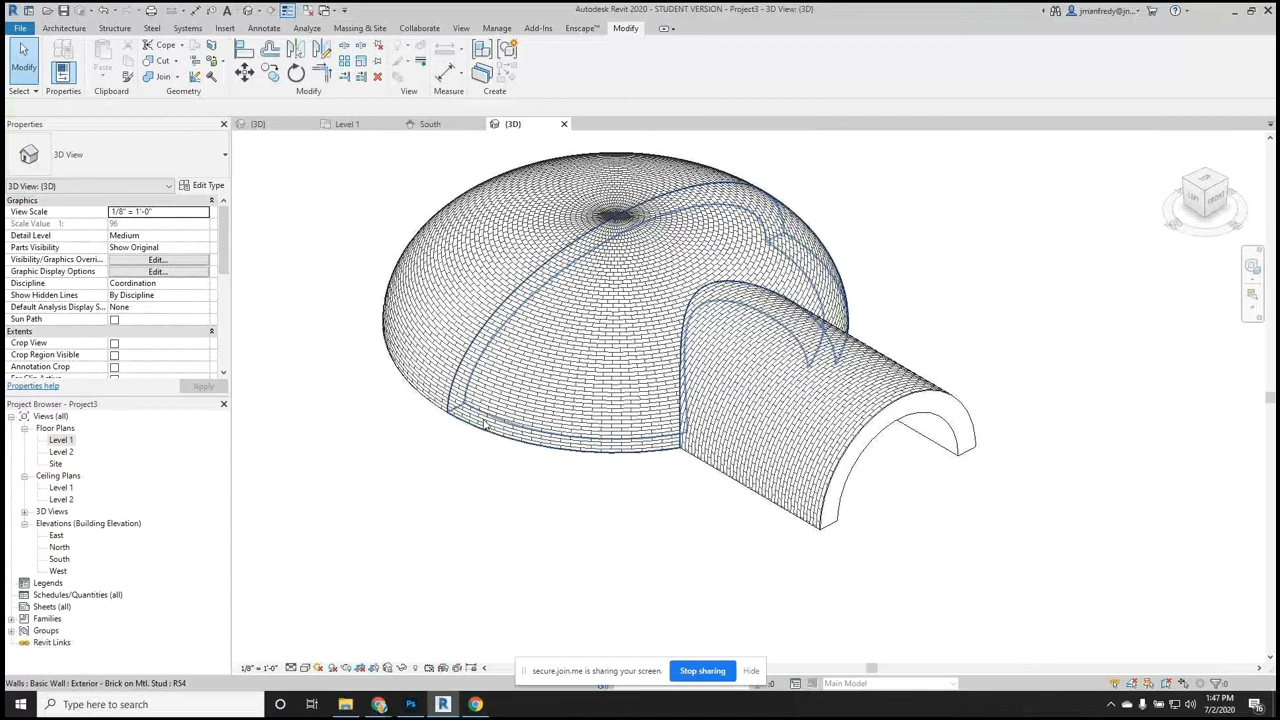 Autodesk Revit 2020 - STUDENT VERSION - Project3 - 3D View: {3D}
jmanfredy@jn...
File Architecture Structure Steel Systems Insert Annotate Analyze Massing & Site Collaborate View Manage Add-Ins Enscape™ Modify
Modify Paste Cope Cut Join
Select Properties Clipboard Geometry Modify View Measure Create
Properties
{3D} Level 1 South {3D}
3D View
3D View: {3D} Edit Type
Graphics
View Scale 1/8" = 1'-0"
Scale Value 1: 96
Detail Level Medium
Parts Visibility Show Original
Visibility/Graphics Overri... Edit...
Graphic Display Options Edit...
Discipline Coordination
Show Hidden Lines By Discipline
Default Analysis Display S... None
Sun Path
Extents
Crop View
Crop Region Visible
Annotation Crop
Properties help Apply
Project Browser - Project3
Views (all)
Floor Plans
Level 1
Level 2
Site
Ceiling Plans
Level 1
Level 2
3D Views
Elevations (Building Elevation)
East
North
South
West
Legends
Schedules/Quantities (all)
Sheets (all)
Families
Groups
Revit Links
TOP
LEFT FRONT
1/8" = 1'-0"
secure.join.me is sharing your screen. Stop sharing Hide
Basic Wall : Exterior - Brick on Mtl. Stud : R54
:0 Main Model :0
Type here to search
1:47 PM
7/2/2020
16